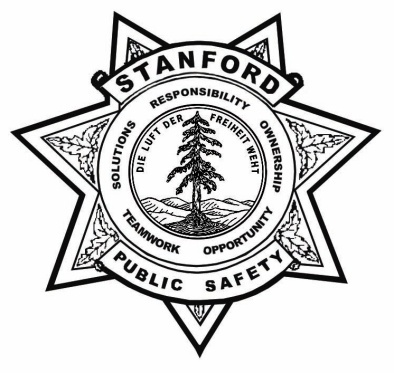 STANFORD
RESPONSIBILITY
OWNERSHIP
OPPORTUNITY
TEAMWORK
SOLUTIONS
DIE LUFT DER FREIHEIT WEHT
PUBLIC SAFETY